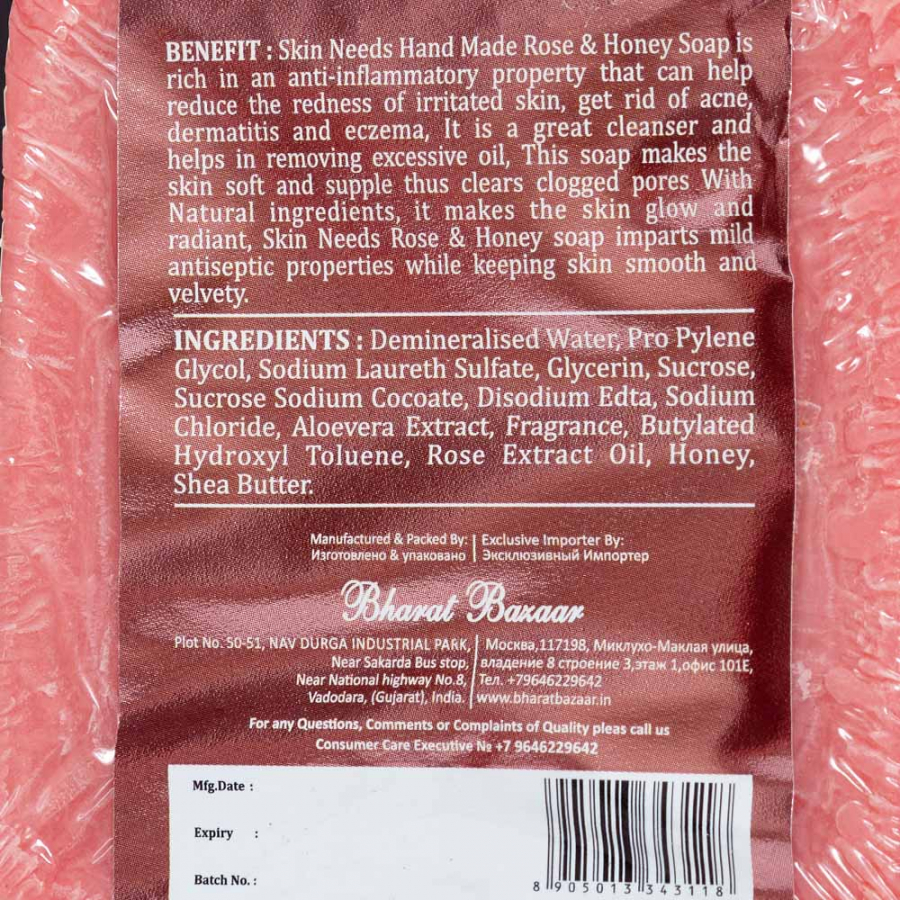 BENEFIT : Skin Needs Hand Made Rose & Honey Soap is
rich in an anti-inflammatory property that can help
reduce the redness of irritated skin, get rid of acne,
dermatitis and eczema, It is a great cleanser and
helps in removing excessive oil, This soap makes the
skin soft and supple thus clears clogged pores With
Natural ingredients, it makes the skin glow and
radiant, Skin Needs Rose & Honey soap imparts mild
antiseptic properties while keeping skin smooth and
velvety.
INGREDIENTS : Demineralised Water, Pro Pylene
Glycol, Sodium Laureth Sulfate, Glycerin, Sucrose,
Sucrose Sodium Cocoate, Disodium Edta, Sodium
Chloride, Aloevera Extract, Fragrance, Butylated
Hydroxyl Toluene, Rose Extract Oil, Honey,
Shea Butter.
Manufactured & Packed By:
Изготовлено & упаковано
Exclusive Importer By:
Эксклюзивный Импортер
Bharat Bazaar
Plot No. 50-51, NAV DURGA INDUSTRIAL PARK,
Near Sakarda Bus stop,
Near National highway No.8,
Vadodara, (Gujarat), India.
Москва,117198, Миклухо-Маклая улица,
владение 8 строение 3,этаж 1,офис 101Е,
Тел. +79646229642
www.bharatbazaar.in
For any Questions, Comments or Complaints of Quality pleas call us
Consumer Care Executive № +7 9646229642
Mfg.Date :
Expiry :
Batch No. :
8 905013 343118